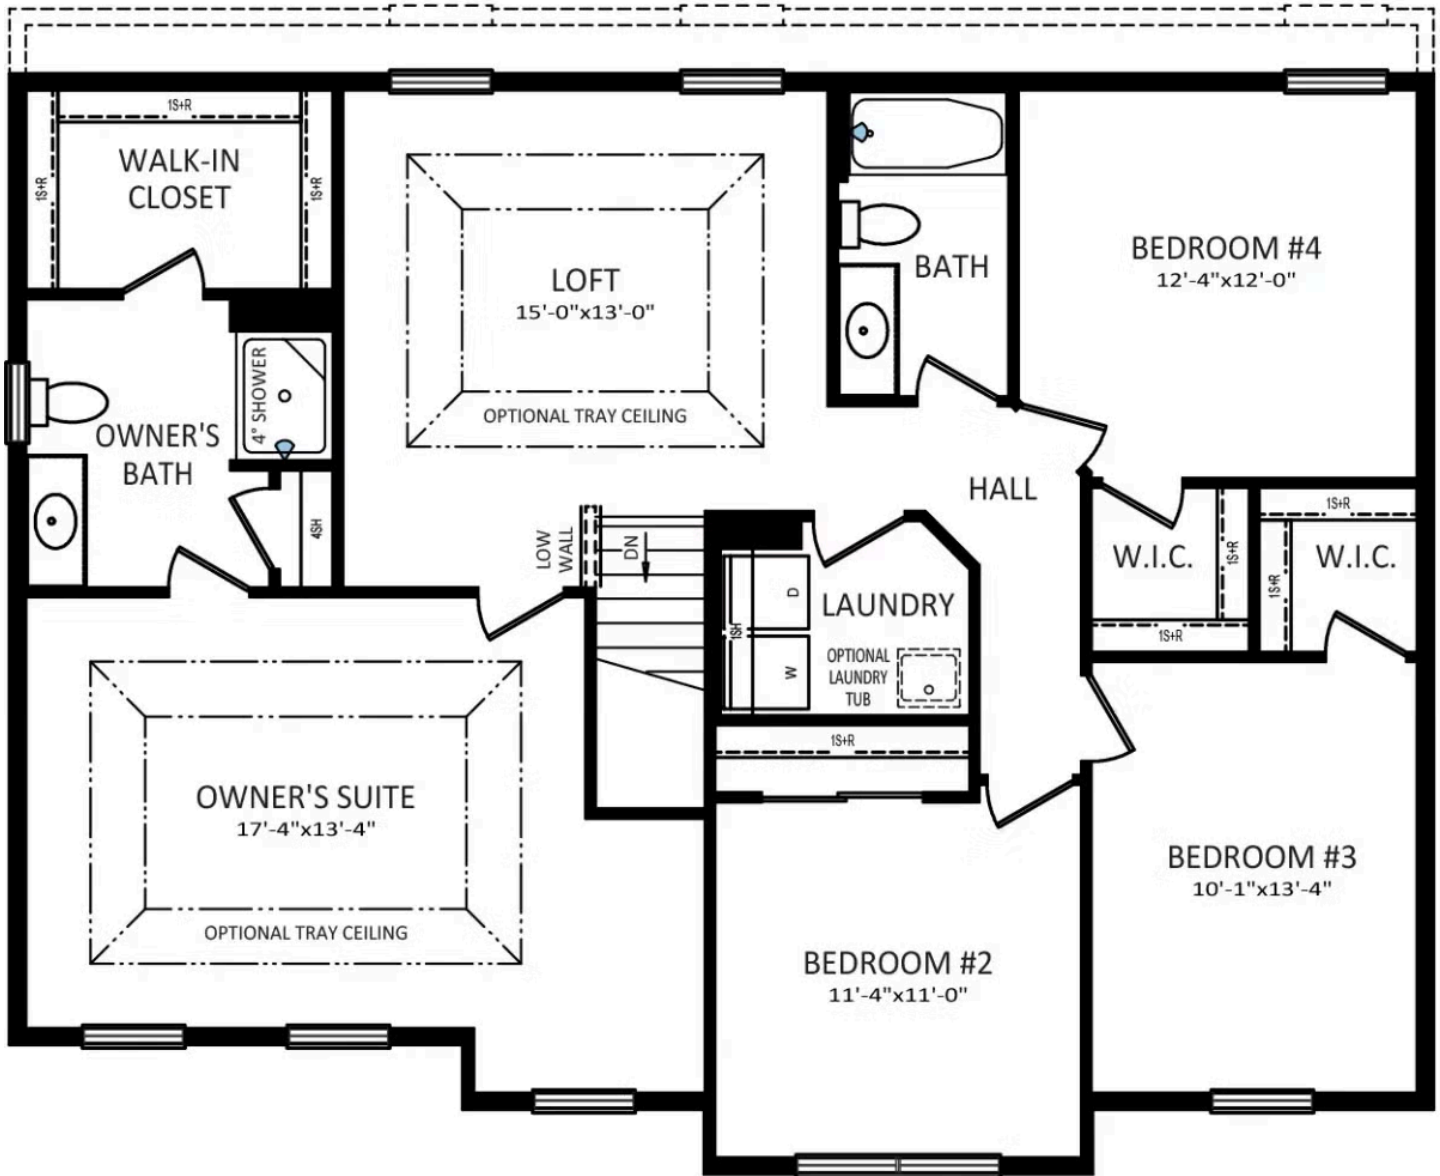 1S+R
WALK-IN
CLOSET
1S+R
1S+R
LOFT
15'-0"x13'-0"
OPTIONAL TRAY CEILING
BATH
BEDROOM #4
12'-4"x12'-0"
4° SHOWER
OWNER'S
BATH
4SH
LOW
WALL
DN
HALL
1S+R
W.I.C.
1S+R
1S+R
W.I.C.
1S+R
1S+R
D
LAUNDRY
1SH
W
OPTIONAL
LAUNDRY
TUB
1S+R
OWNER'S SUITE
17'-4"x13'-4"
OPTIONAL TRAY CEILING
BEDROOM #3
10'-1"x13'-4"
BEDROOM #2
11'-4"x11'-0"